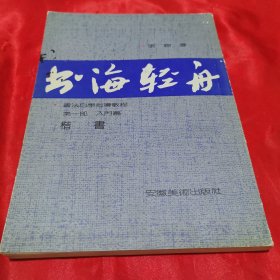 书海轻舟
書法自學指導教程
第一册 入門篇
楷書
安徽美術出版社